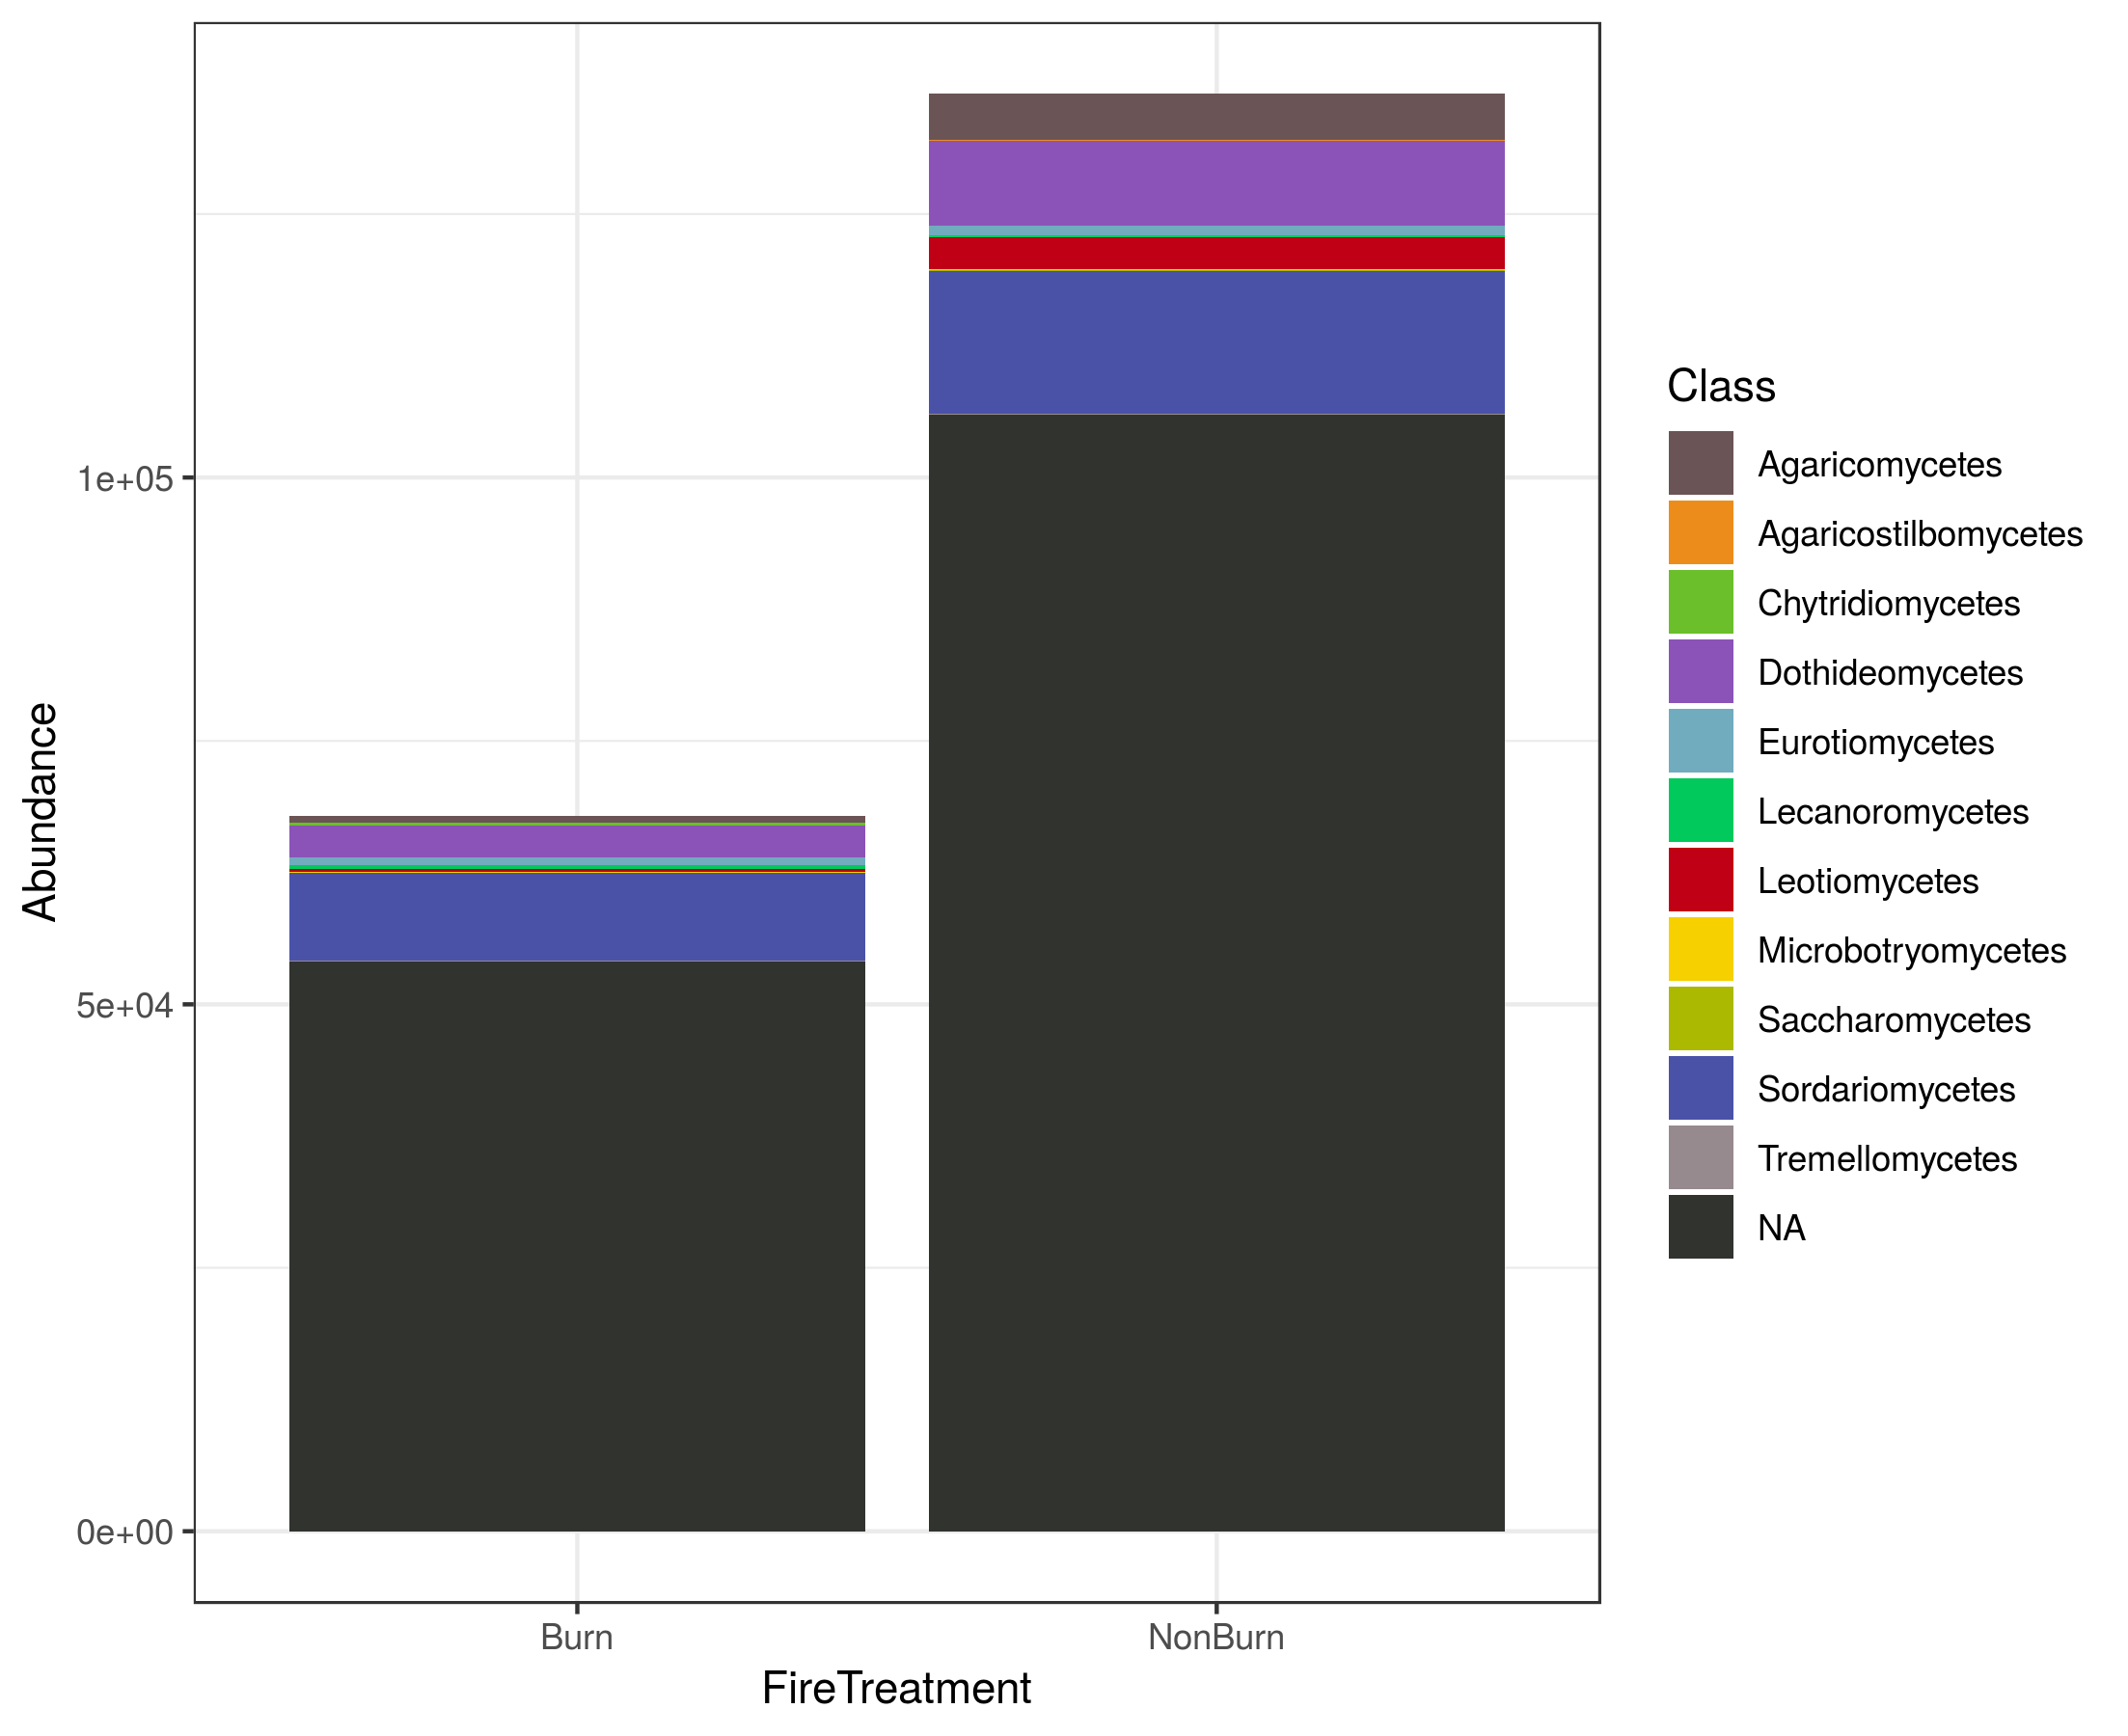 Abundance
1e+05
5e+04
0e+00
Burn
NonBurn
FireTreatment
Class
Agaricomycetes
Agaricostilbomycetes
Chytridiomycetes
Dothideomycetes
Eurotiomycetes
Lecanoromycetes
Leotiomycetes
Microbotryomycetes
Saccharomycetes
Sordariomycetes
Tremellomycetes
NA